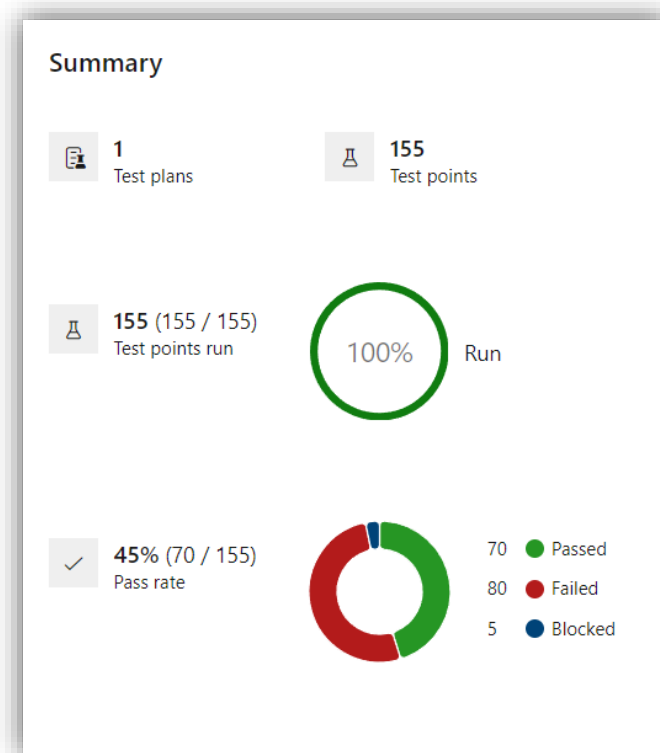 Summary
1
Test plans
155
Test points
155 (155 / 155)
Test points run
100%
Run
45% (70 / 155)
Pass rate
70 Passed
80 Failed
5 Blocked